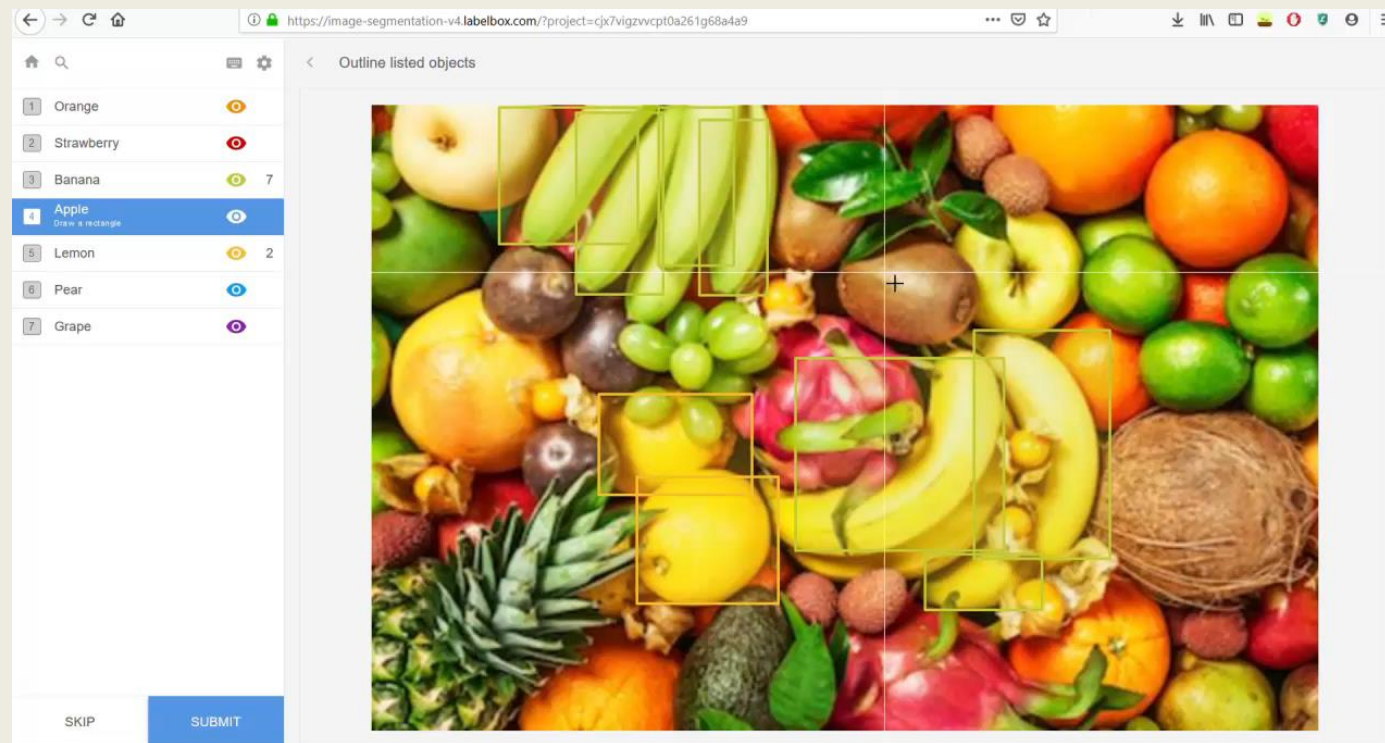 https://image-segmentation-v4.labelbox.com/?project=cjx7vigzvvcpt0a261g68a4a9
Outline listed objects
1 Orange
2 Strawberry
3 Banana 7
4 Apple
Draw a rectangle
5 Lemon 2
6 Pear
7 Grape
SKIP SUBMIT